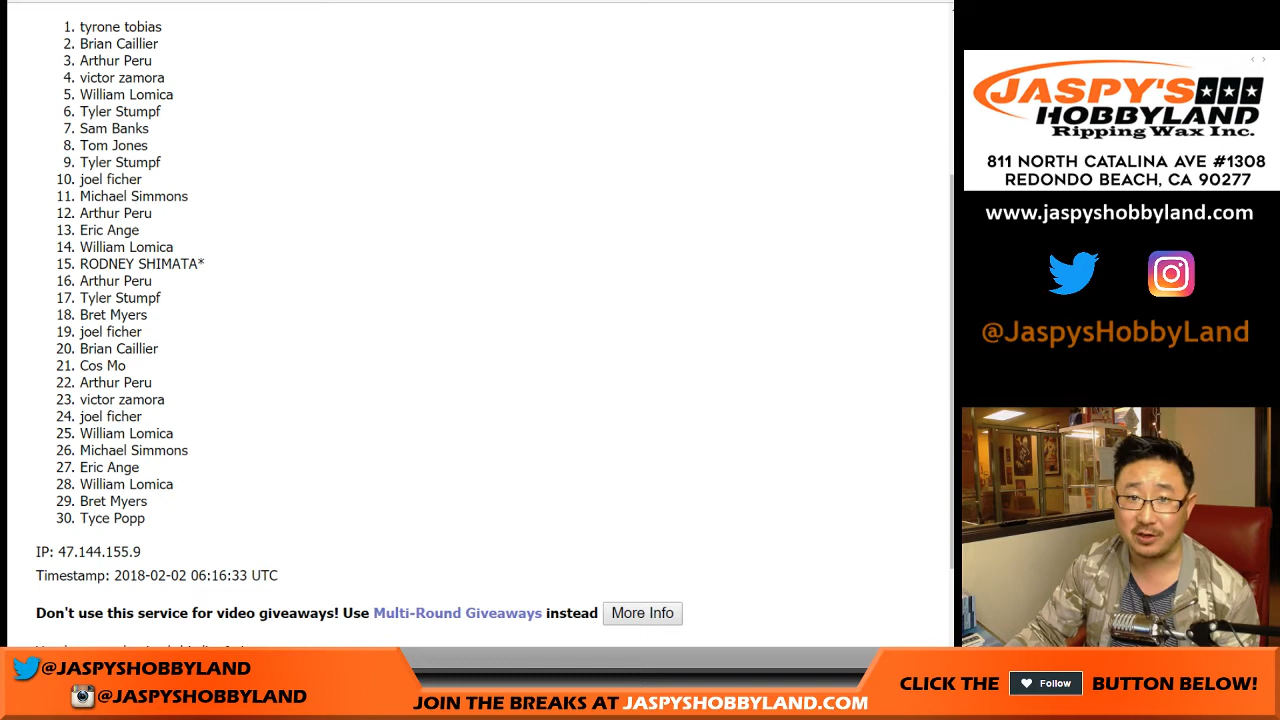 1. tyrone tobias
2. Brian Caillier
3. Arthur Peru
4. victor zamora
5. William Lomica
6. Tyler Stumpf
7. Sam Banks
8. Tom Jones
9. Tyler Stumpf
10. joel ficher
11. Michael Simmons
12. Arthur Peru
13. Eric Ange
14. William Lomica
15. RODNEY SHIMATA*
16. Arthur Peru
17. Tyler Stumpf
18. Bret Myers
19. joel ficher
20. Brian Caillier
21. Cos Mo
22. Arthur Peru
23. victor zamora
24. joel ficher
25. William Lomica
26. Michael Simmons
27. Eric Ange
28. William Lomica
29. Bret Myers
30. Tyce Popp
IP: 47.144.155.9
Timestamp: 2018-02-02 06:16:33 UTC
Don't use this service for video giveaways! Use Multi-Round Giveaways instead More Info
JASPY'S
HOBBYLAND
Ripping Wax Inc.
811 NORTH CATALINA AVE #1308
REDONDO BEACH, CA 90277
www.jaspyshobbyland.com
@JaspysHobbyLand
@JASPYSHOBBYLAND
@JASPYSHOBBYLAND
JOIN THE BREAKS AT JASPYSHOBBYLAND.COM
CLICK THE Follow BUTTON BELOW!